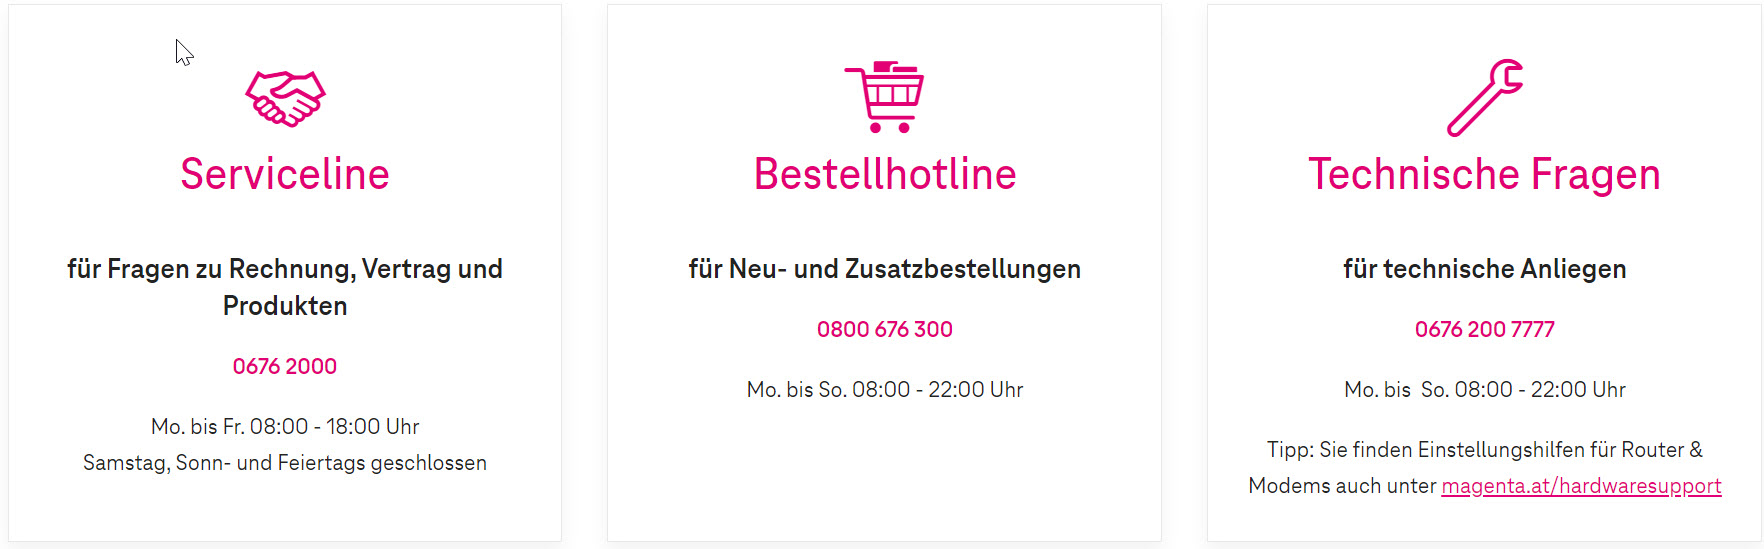 Serviceline
für Fragen zu Rechnung, Vertrag und
Produkten
0676 2000
Mo. bis Fr. 08:00 - 18:00 Uhr
Samstag, Sonn- und Feiertags geschlossen
Bestellhotline
für Neu- und Zusatzbestellungen
0800 676 300
Mo. bis So. 08:00 - 22:00 Uhr
Technische Fragen
für technische Anliegen
0676 200 7777
Mo. bis  So. 08:00 - 22:00 Uhr
Tipp: Sie finden Einstellungshilfen für Router &
Modems auch unter magenta.at/hardwaresupport